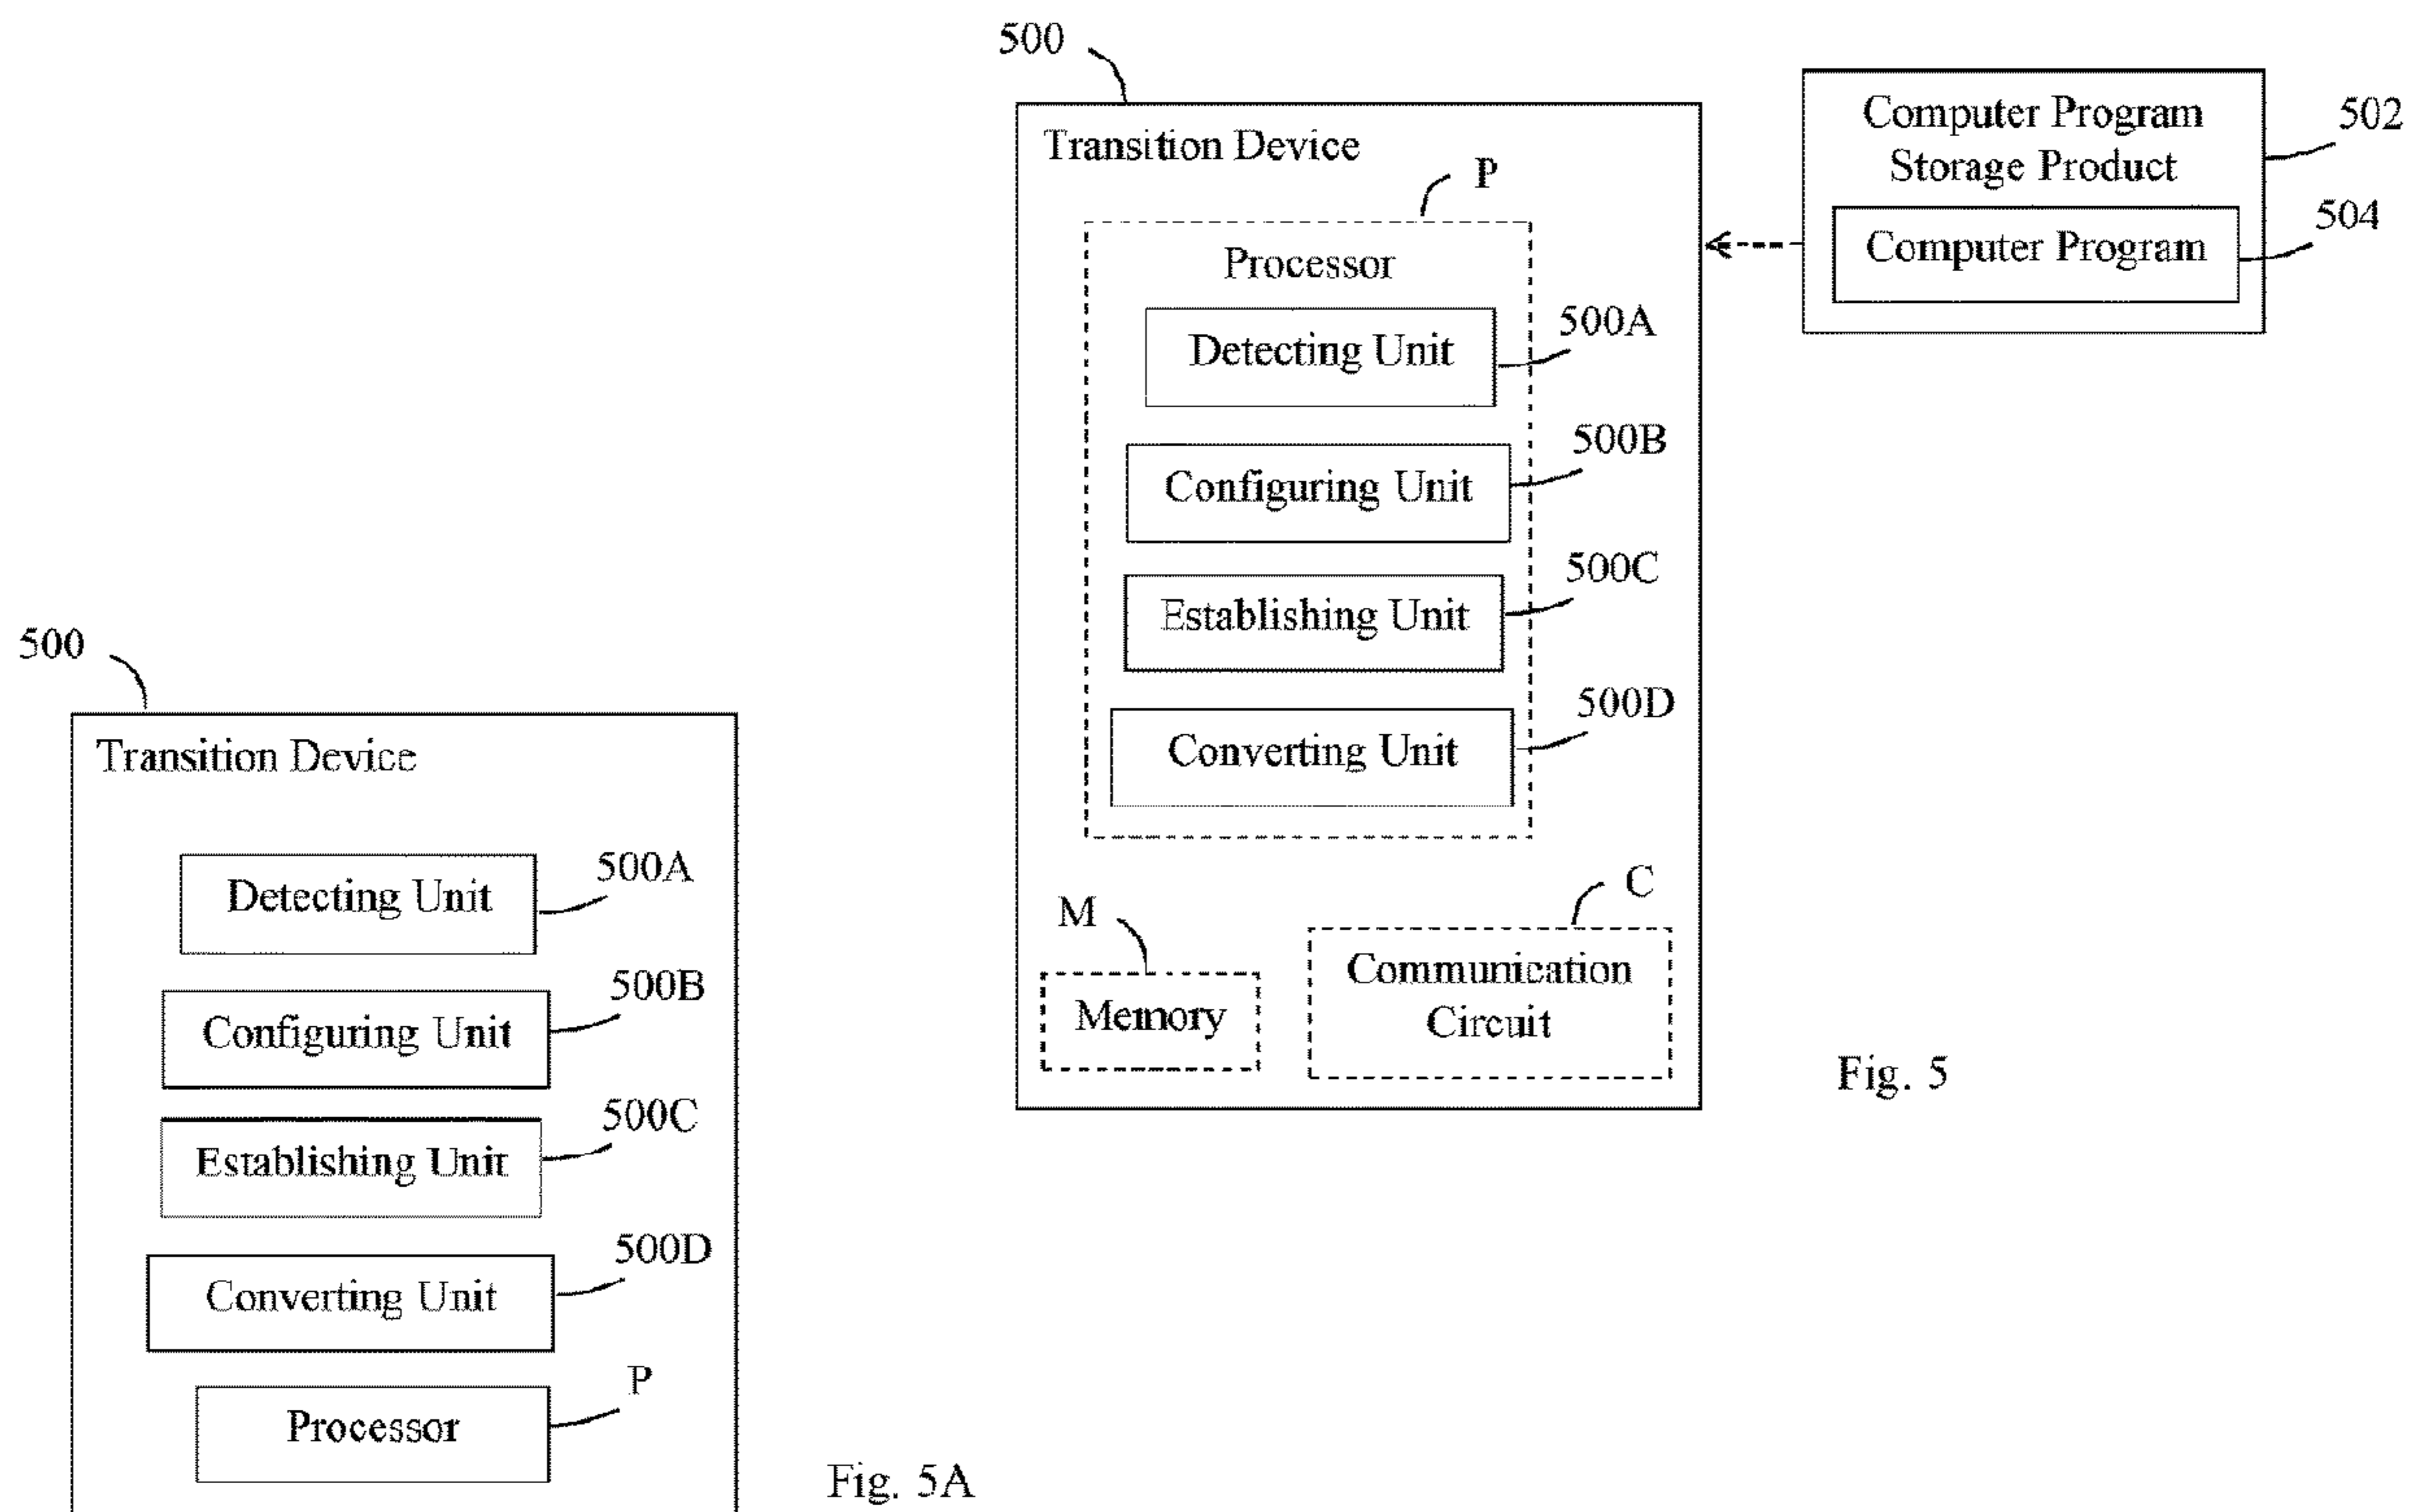 500
Transition Device
P
Processor
Detecting Unit
500A
Configuring Unit
500B
Establishing Unit
500C
Converting Unit
500D
M
Memory
C
Communication
Circuit
Computer Program
Storage Product
502
Computer Program
504
Fig. 5
500
Transition Device
Detecting Unit
500A
Configuring Unit
500B
Establishing Unit
500C
Converting Unit
500D
Processor
P
Fig. 5A